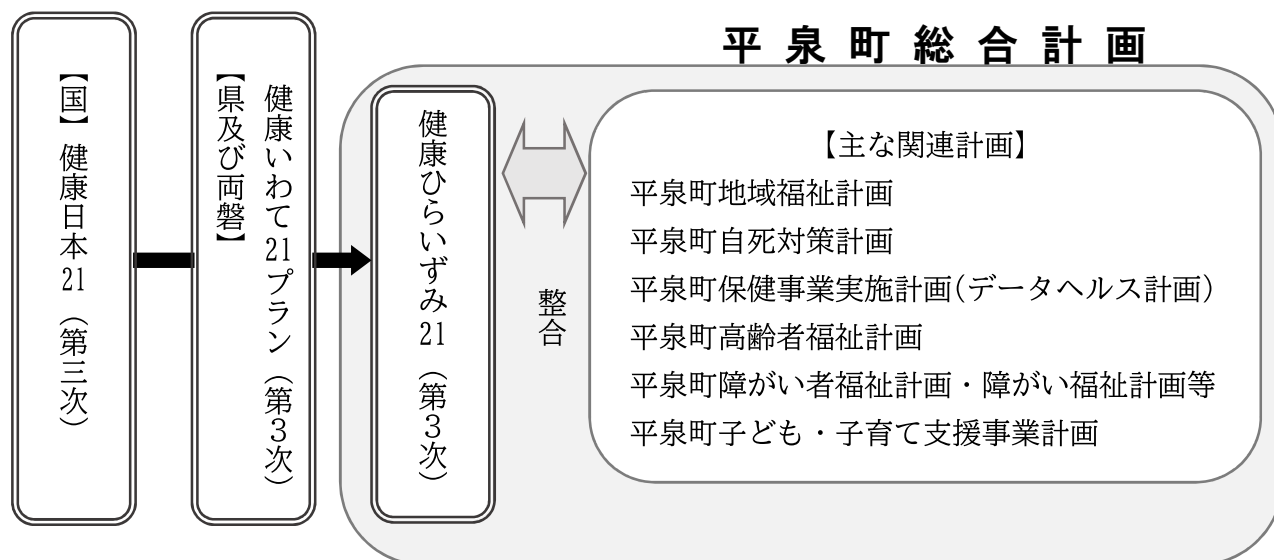 平泉町総合計画
【国】健康日本21（第三次）
【県及び両磐】
健康いわて21プラン（第３次）
健康ひらいずみ21（第３次）
整合
【主な関連計画】
平泉町地域福祉計画
平泉町自死対策計画
平泉町保健事業実施計画(データヘルス計画)
平泉町高齢者福祉計画
平泉町障がい者福祉計画・障がい福祉計画等
平泉町子ども・子育て支援事業計画